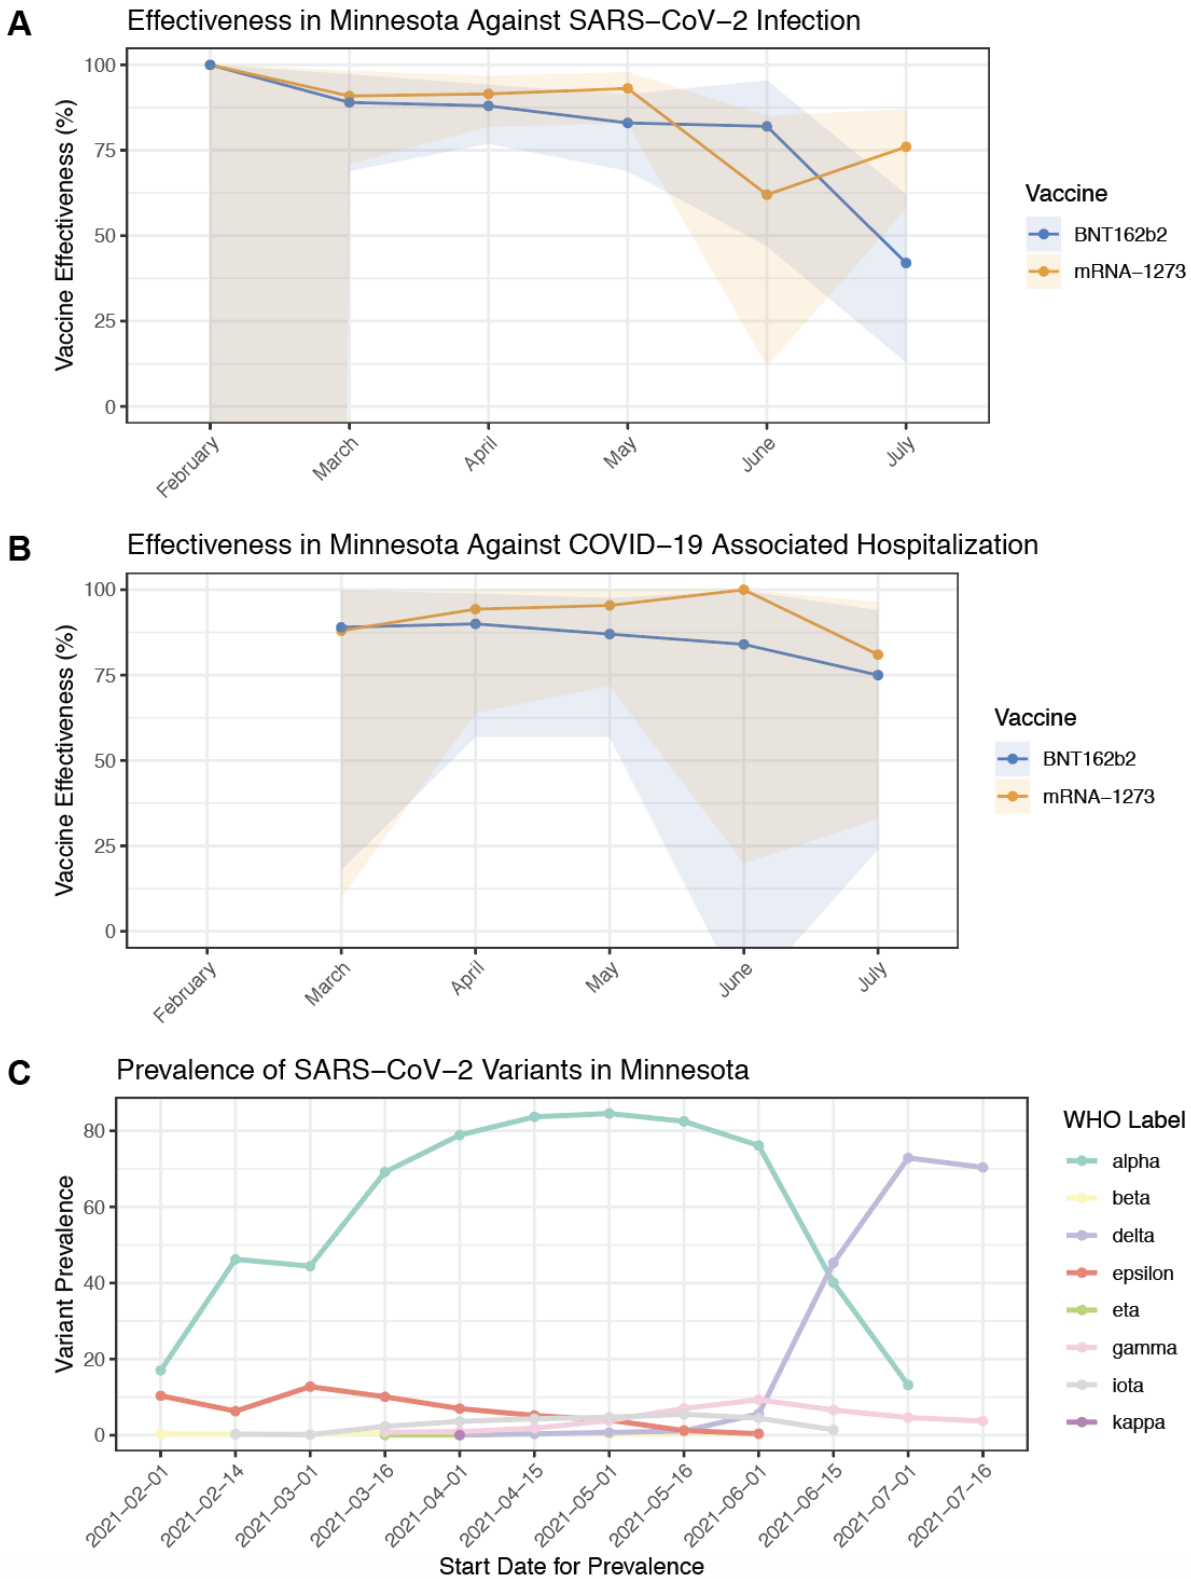 A
Effectiveness in Minnesota Against SARS−CoV−2 Infection
Vaccine Effectiveness (%)
100
75
50
25
0
February
March
April
May
June
July
Vaccine
BNT162b2
mRNA−1273
B
Effectiveness in Minnesota Against COVID−19 Associated Hospitalization
Vaccine Effectiveness (%)
100
75
50
25
0
February
March
April
May
June
July
Vaccine
BNT162b2
mRNA−1273
C
Prevalence of SARS−CoV−2 Variants in Minnesota
Variant Prevalence
80
60
40
20
0
2021−02−01
2021−02−14
2021−03−01
2021−03−16
2021−04−01
2021−04−15
2021−05−01
2021−05−16
2021−06−01
2021−06−15
2021−07−01
2021−07−16
Start Date for Prevalence
WHO Label
alpha
beta
delta
epsilon
eta
gamma
iota
kappa